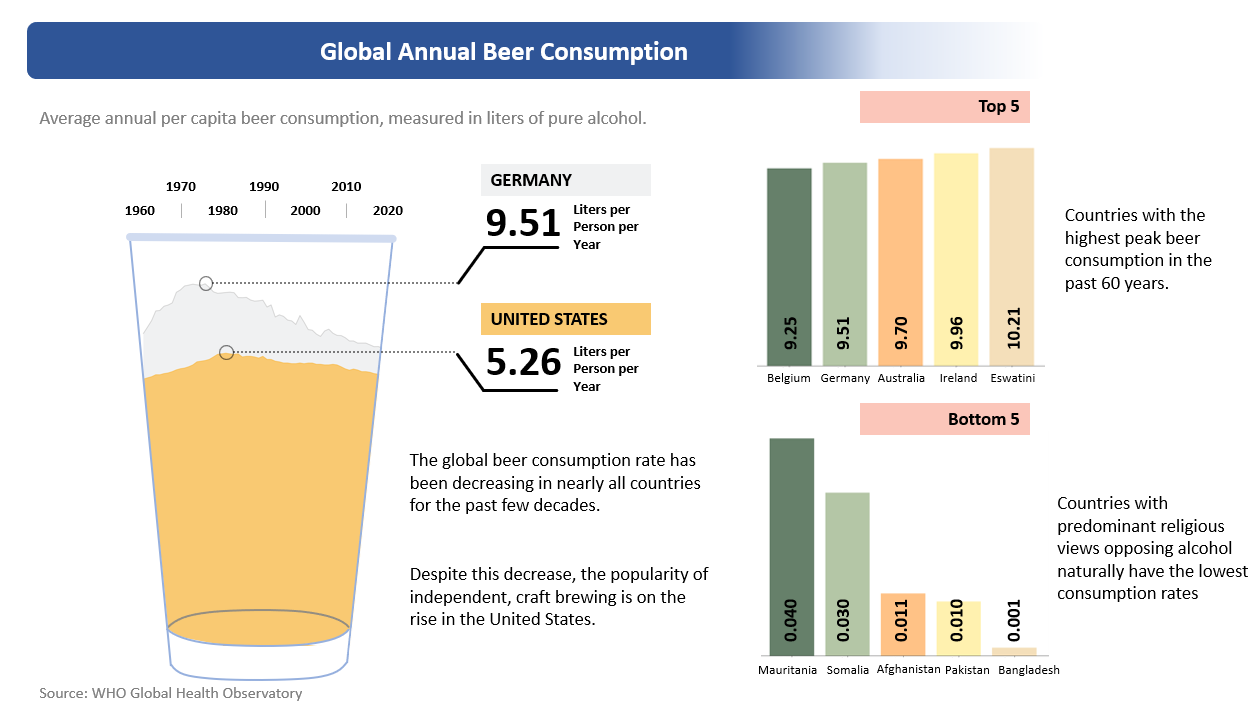 Global Annual Beer Consumption
Average annual per capita beer consumption, measured in liters of pure alcohol.
1970 1990 2010
1960 1980 2000 2020
GERMANY
9.51
Liters per
Person per
Year
UNITED STATES
5.26
Liters per
Person per
Year
The global beer consumption rate has
been decreasing in nearly all countries
for the past few decades.
Despite this decrease, the popularity of
independent, craft brewing is on the
rise in the United States.
Top 5
9.25 9.51 9.70 9.96 10.21
Belgium Germany Australia Ireland Eswatini
Countries with the
highest peak beer
consumption in the
past 60 years.
Bottom 5
0.040 0.030 0.011 0.010 0.001
Mauritania Somalia Afghanistan Pakistan Bangladesh
Countries with
predominant religious
views opposing alcohol
naturally have the lowest
consumption rates
Source: WHO Global Health Observatory